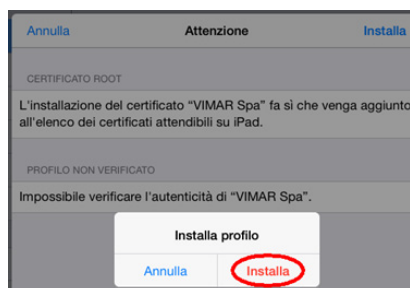 Annulla Attenzione Installa
CERTIFICATO ROOT
L'installazione del certificato “VIMAR Spa” fa sì che venga aggiunto
all'elenco dei certificati attendibili su iPad.
PROFILO NON VERIFICATO
Impossibile verificare l'autenticità di “VIMAR Spa”.
Installa profilo
Annulla Installa